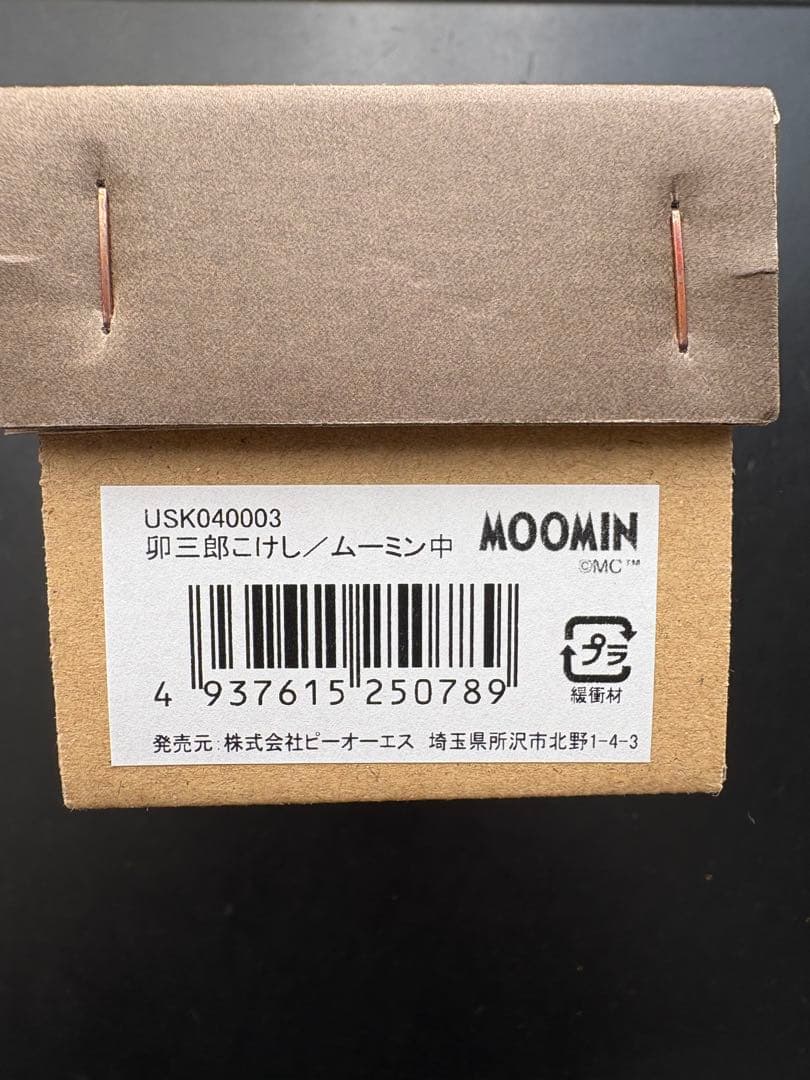 USK040003
卯三郎こけし／ムーミン中
MOOMIN
©MC™
4 937615 250789
プラ
緩衝材
発売元:株式会社ピーオーエス 埼玉県所沢市北野1-4-3